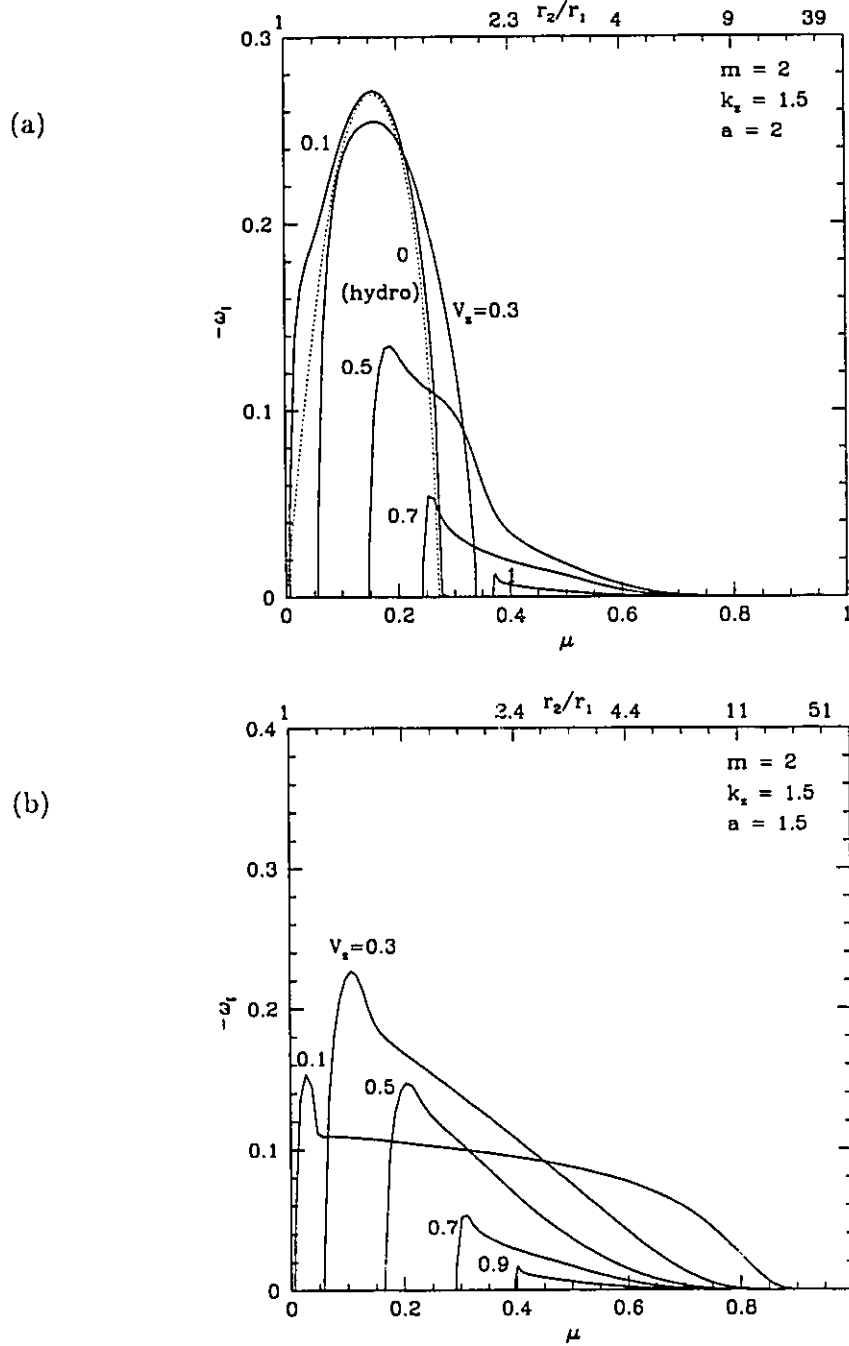 (a)
1 2.3 r₂/r₁ 4 9 39
0.3
0.2
0.1
0
-ω_I
m = 2
k_z = 1.5
a = 2
0.1
0
(hydro)
V_z=0.3
0.5
0.7
1
0 0.2 0.4 0.6 0.8 1
μ
(b)
1 2.4 r₂/r₁ 4.4 11 51
0.4
0.3
0.2
0.1
0
-ω_I
m = 2
k_z = 1.5
a = 1.5
V_z=0.3
0.1
0.5
0.7
0.9
0 0.2 0.4 0.6 0.8
μ